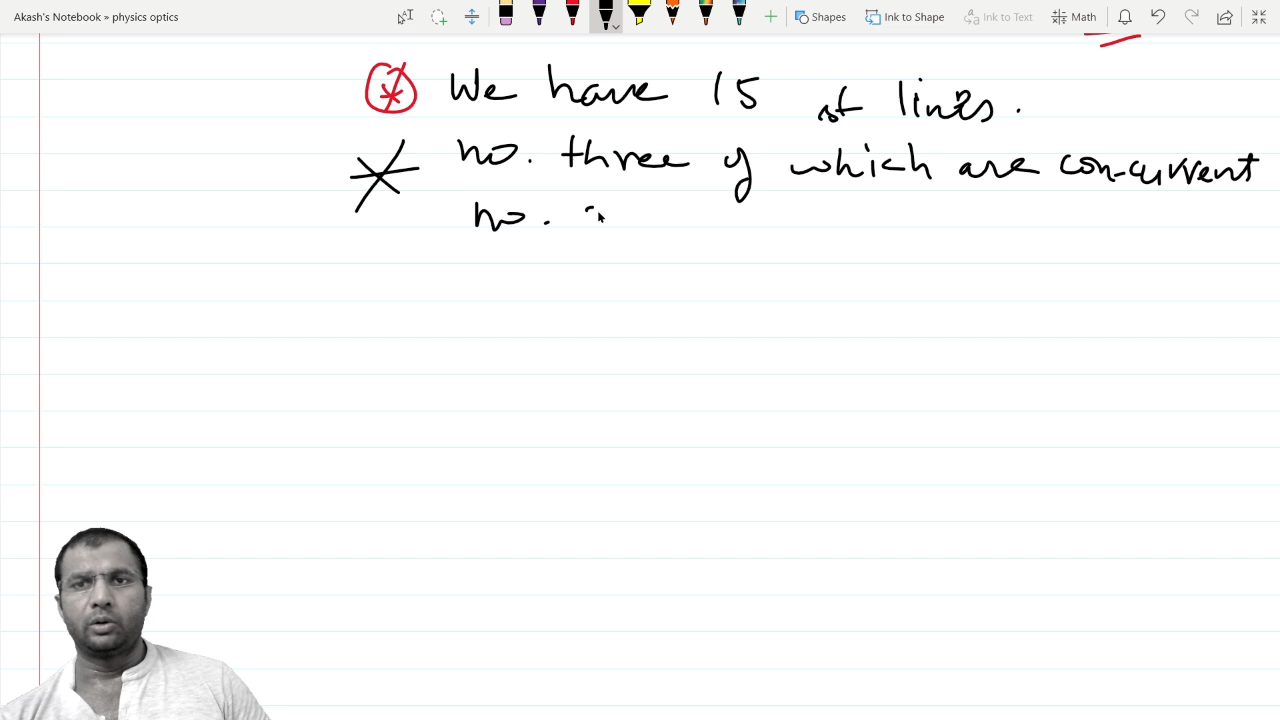 Akash's Notebook » physics optics
Shapes
Ink to Shape
Ink to Text
Math
We have 15 st lines.
no. three of which are con-current
no.